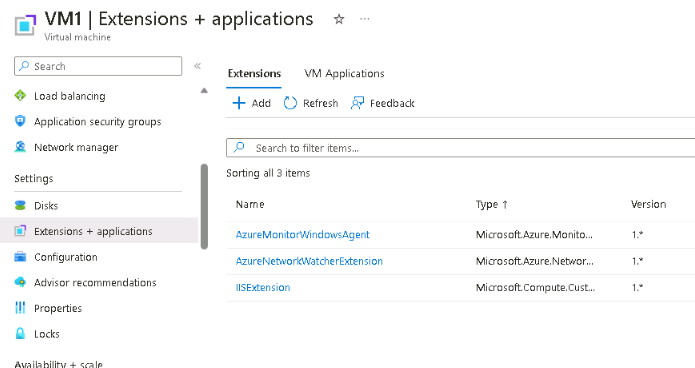 VM1 | Extensions + applications ☆ ...
Virtual machine
Search
«
Load balancing
Application security groups
Network manager
Settings
Disks
Extensions + applications
Configuration
Advisor recommendations
Properties
Locks
Availability + scale
Extensions VM Applications
+ Add Refresh Feedback
Search to filter items...
Sorting all 3 items
Name Type ↑ Version
AzureMonitorWindowsAgent Microsoft.Azure.Monito... 1.*
AzureNetworkWatcherExtension Microsoft.Azure.Networ... 1.*
IISExtension Microsoft.Compute.Cust... 1.*